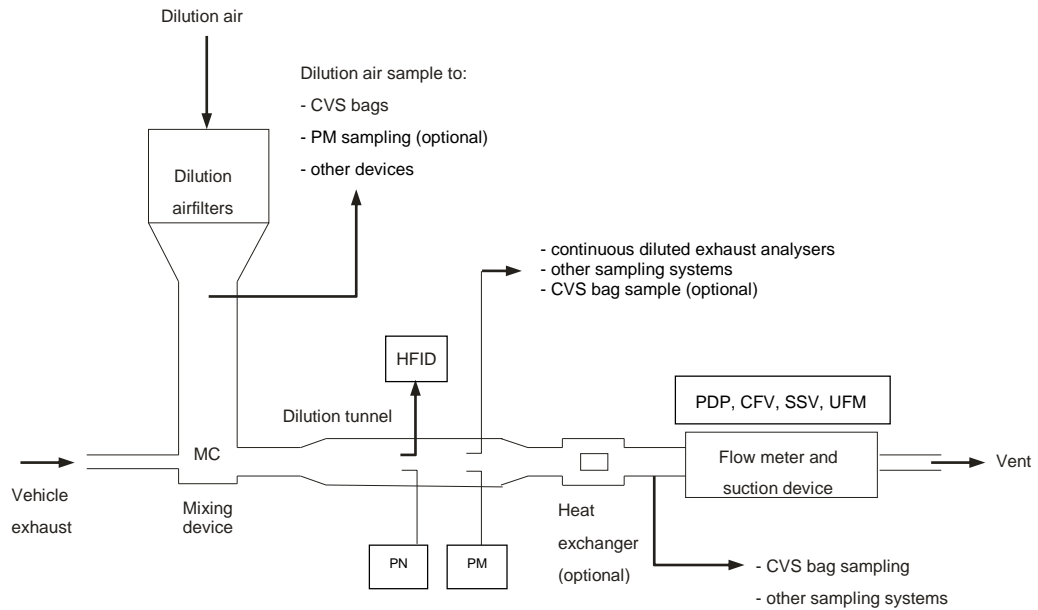 Dilution air
Dilution air sample to:
- CVS bags
- PM sampling (optional)
- other devices
Dilution
airfilters
- continuous diluted exhaust analysers
- other sampling systems
- CVS bag sample (optional)
HFID
PDP, CFV, SSV, UFM
Dilution tunnel
MC
Flow meter and
suction device
Vent
Vehicle
exhaust
Mixing
device
Heat
exchanger
(optional)
PN
PM
- CVS bag sampling
- other sampling systems